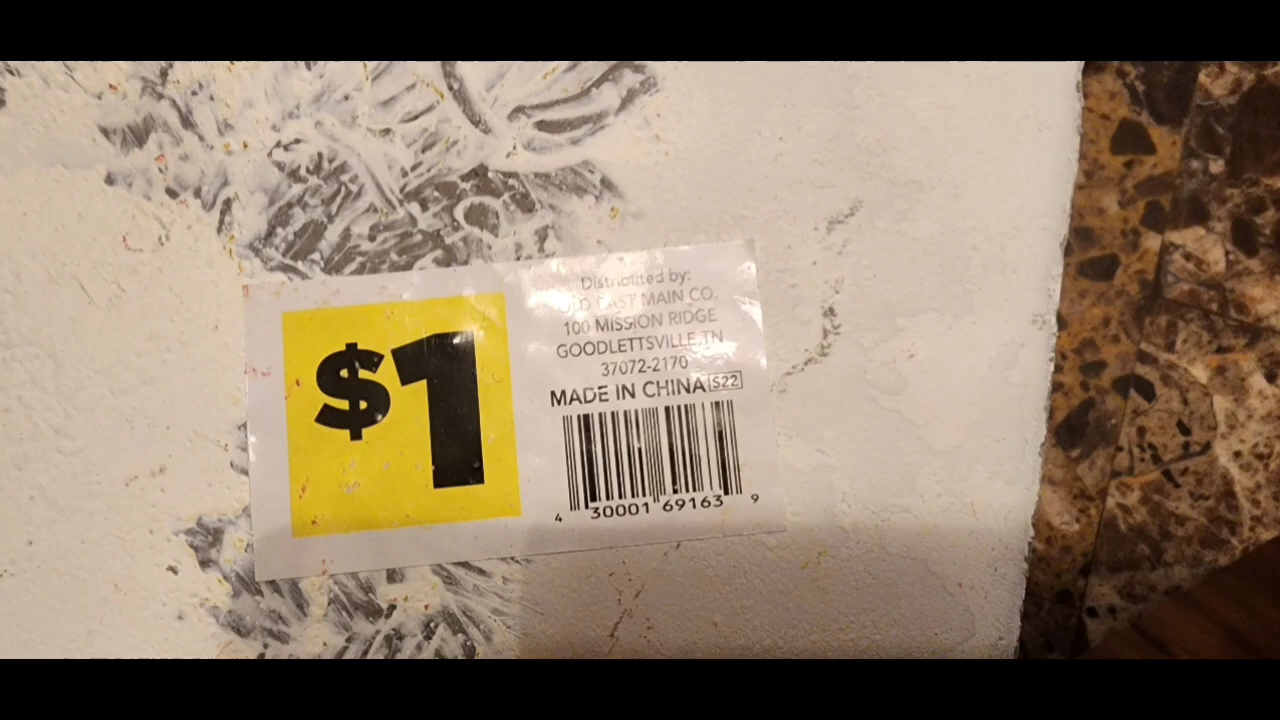 $1
Distributed by:
OLD EAST MAIN CO.
100 MISSION RIDGE
GOODLETTSVILLE, TN
37072-2170
MADE IN CHINA S22
4 30001 69163 9